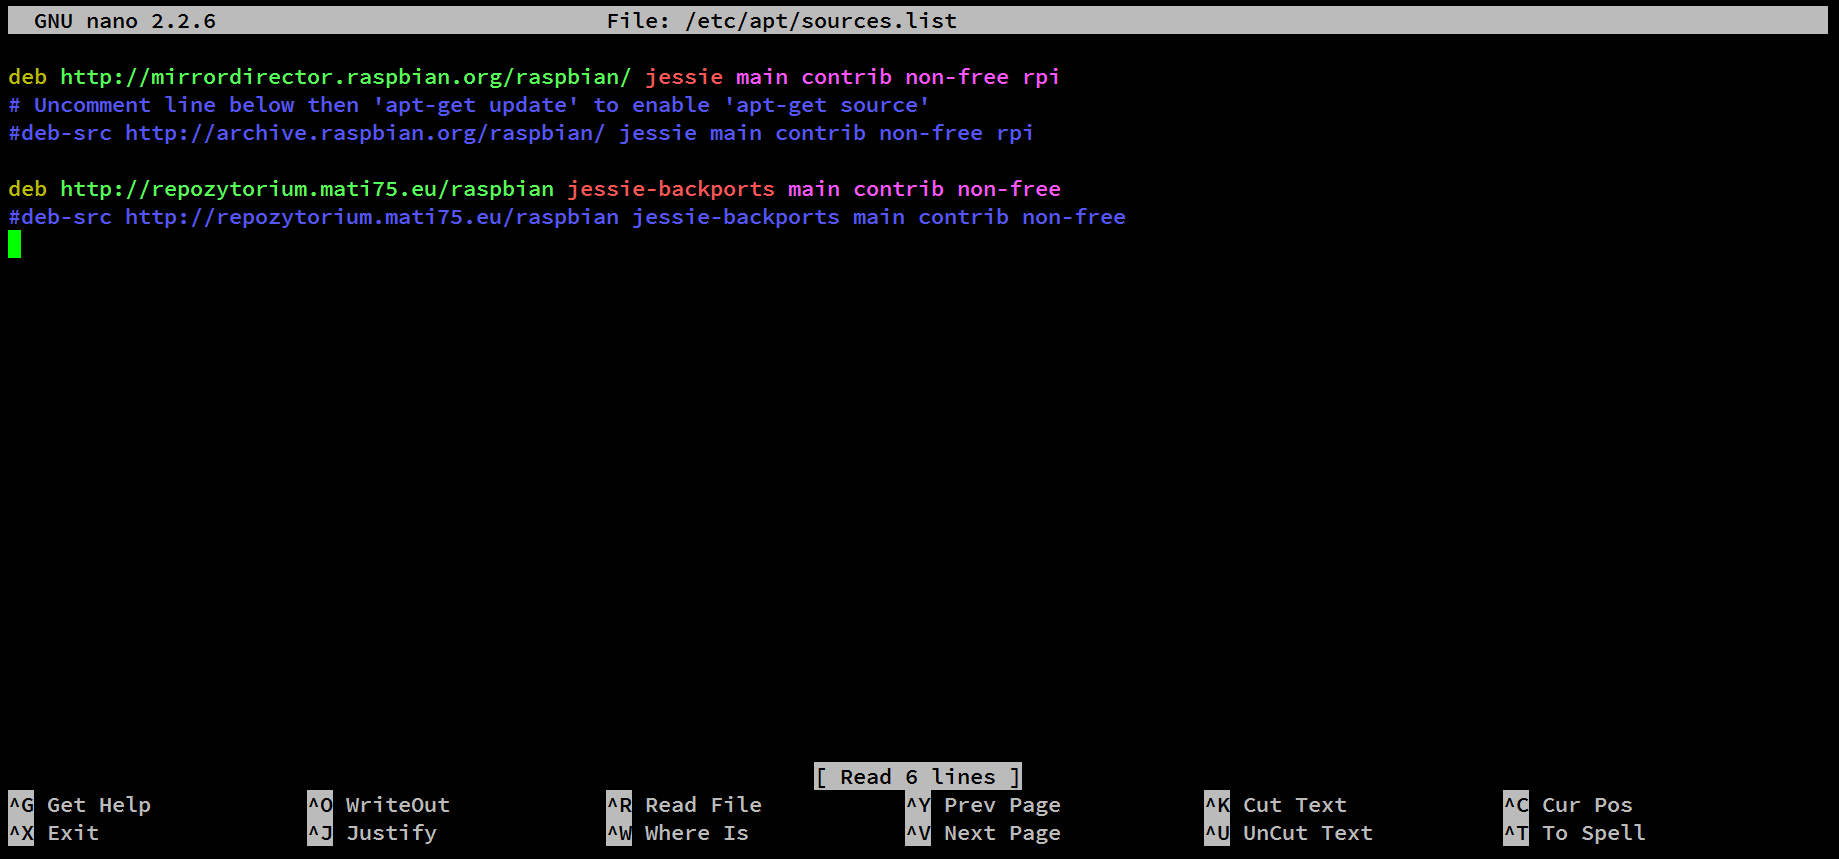 GNU nano 2.2.6 File: /etc/apt/sources.list
deb http://mirrordirector.raspbian.org/raspbian/ jessie main contrib non-free rpi
# Uncomment line below then 'apt-get update' to enable 'apt-get source'
#deb-src http://archive.raspbian.org/raspbian/ jessie main contrib non-free rpi
deb http://repozytorium.mati75.eu/raspbian jessie-backports main contrib non-free
#deb-src http://repozytorium.mati75.eu/raspbian jessie-backports main contrib non-free
[ Read 6 lines ]
^G Get Help ^O WriteOut ^R Read File ^Y Prev Page ^K Cut Text ^C Cur Pos
^X Exit ^J Justify ^W Where Is ^V Next Page ^U UnCut Text ^T To Spell